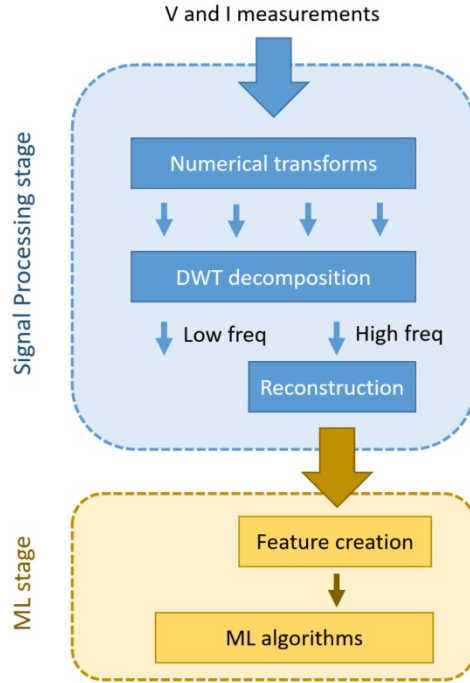 V and I measurements
Signal Processing stage
Numerical transforms
DWT decomposition
Low freq
High freq
Reconstruction
ML stage
Feature creation
ML algorithms